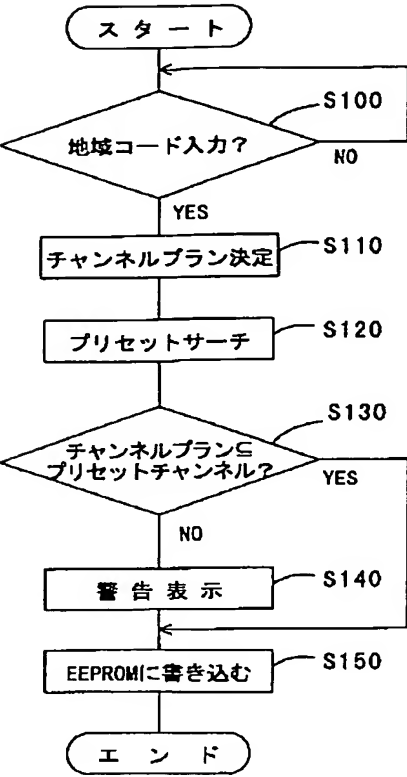 スタート
S100
地域コード入力?
NO
YES
チャンネルプラン決定
S110
プリセットサーチ
S120
S130
チャンネルプラン⊆
プリセットチャンネル?
YES
NO
警告表示
S140
EEPROMに書き込む
S150
エンド